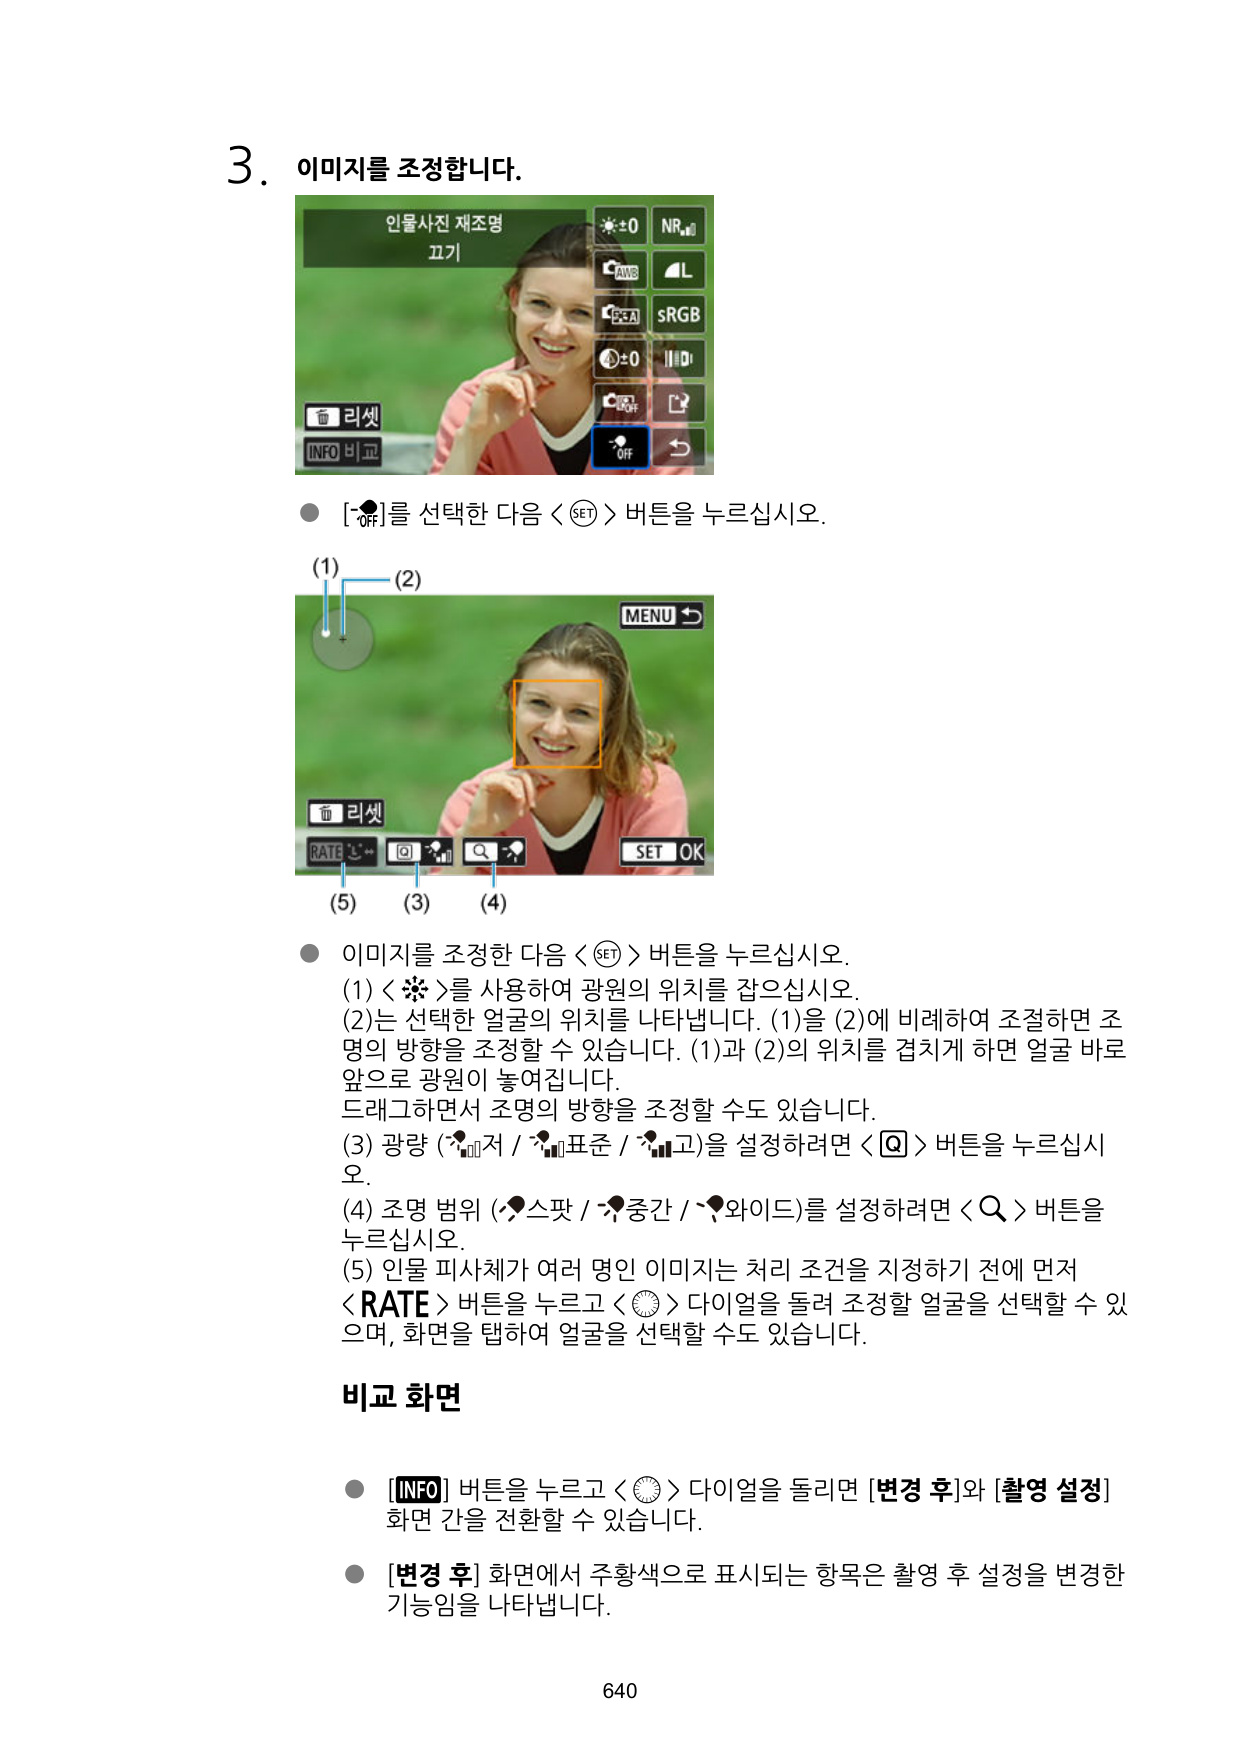 3. 이미지를 조정합니다.
인물사진 재조명
끄기
±0 NR
AWB L
A sRGB
±0
OFF
리셋
INFO 비교
OFF
[OFF]를 선택한 다음 < SET > 버튼을 누르십시오.
(1)
(2)
MENU
리셋
RATE L Q SET OK
(5) (3) (4)
이미지를 조정한 다음 < SET > 버튼을 누르십시오.
(1) < >를 사용하여 광원의 위치를 잡으십시오.
(2)는 선택한 얼굴의 위치를 나타냅니다. (1)을 (2)에 비례하여 조절하면 조
명의 방향을 조정할 수 있습니다. (1)과 (2)의 위치를 겹치게 하면 얼굴 바로
앞으로 광원이 놓여집니다.
드래그하면서 조명의 방향을 조정할 수도 있습니다.
(3) 광량 (저 / 표준 / 고)을 설정하려면 < Q > 버튼을 누르십시
오.
(4) 조명 범위 (스팟 / 중간 / 와이드)를 설정하려면 < > 버튼을
누르십시오.
(5) 인물 피사체가 여러 명인 이미지는 처리 조건을 지정하기 전에 먼저
< RATE > 버튼을 누르고 < > 다이얼을 돌려 조정할 얼굴을 선택할 수 있
으며, 화면을 탭하여 얼굴을 선택할 수도 있습니다.
비교 화면
[INFO] 버튼을 누르고 < > 다이얼을 돌리면 [변경 후]와 [촬영 설정]
화면 간을 전환할 수 있습니다.
[변경 후] 화면에서 주황색으로 표시되는 항목은 촬영 후 설정을 변경한
기능임을 나타냅니다.
640